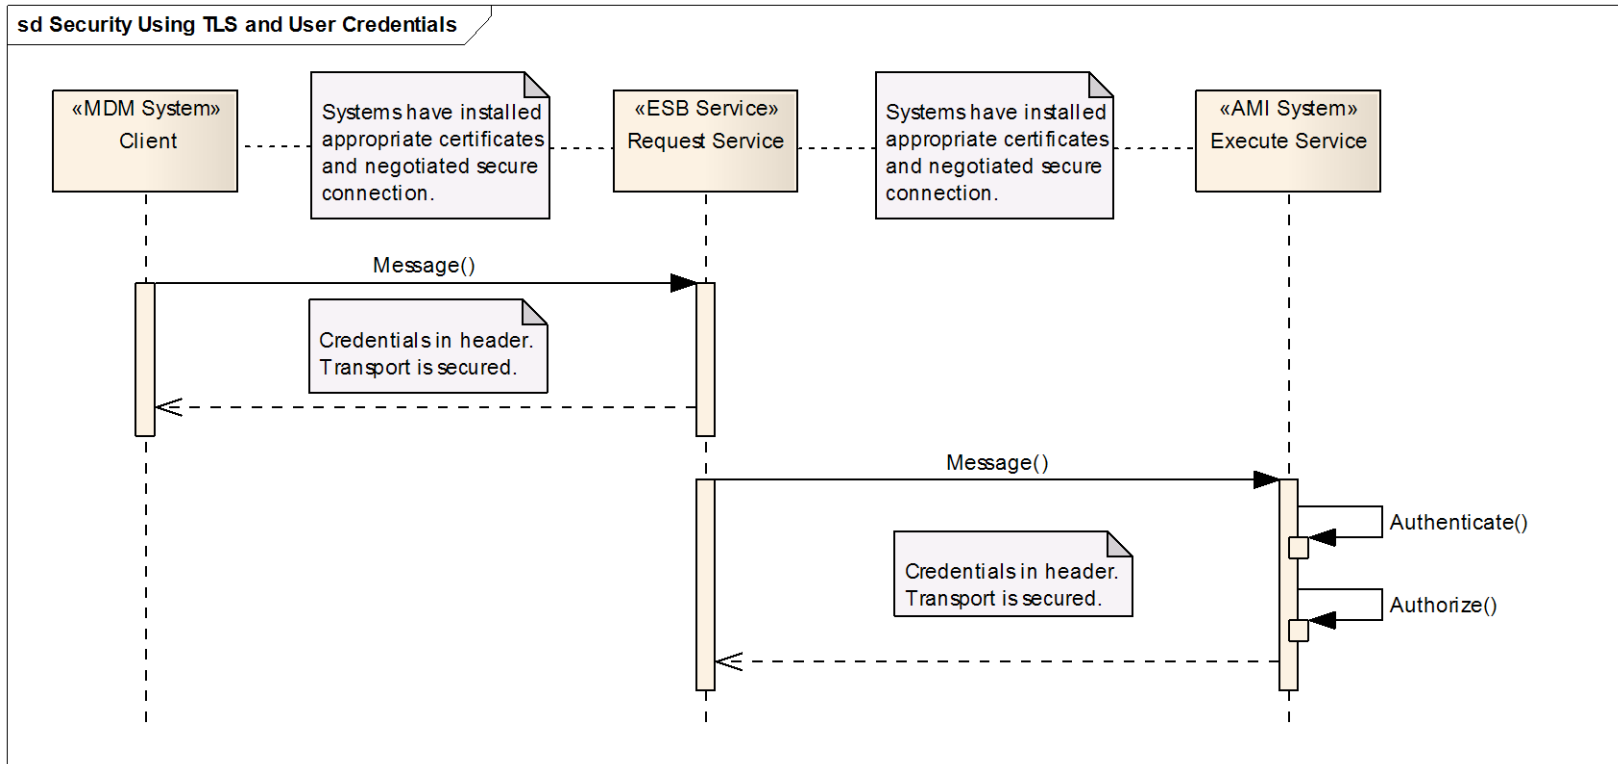 sd Security Using TLS and User Credentials
«MDM System»
Client
Systems have installed
appropriate certificates
and negotiated secure
connection.
«ESB Service»
Request Service
Systems have installed
appropriate certificates
and negotiated secure
connection.
«AMI System»
Execute Service
Message()
Credentials in header.
Transport is secured.
Message()
Authenticate()
Credentials in header.
Transport is secured.
Authorize()